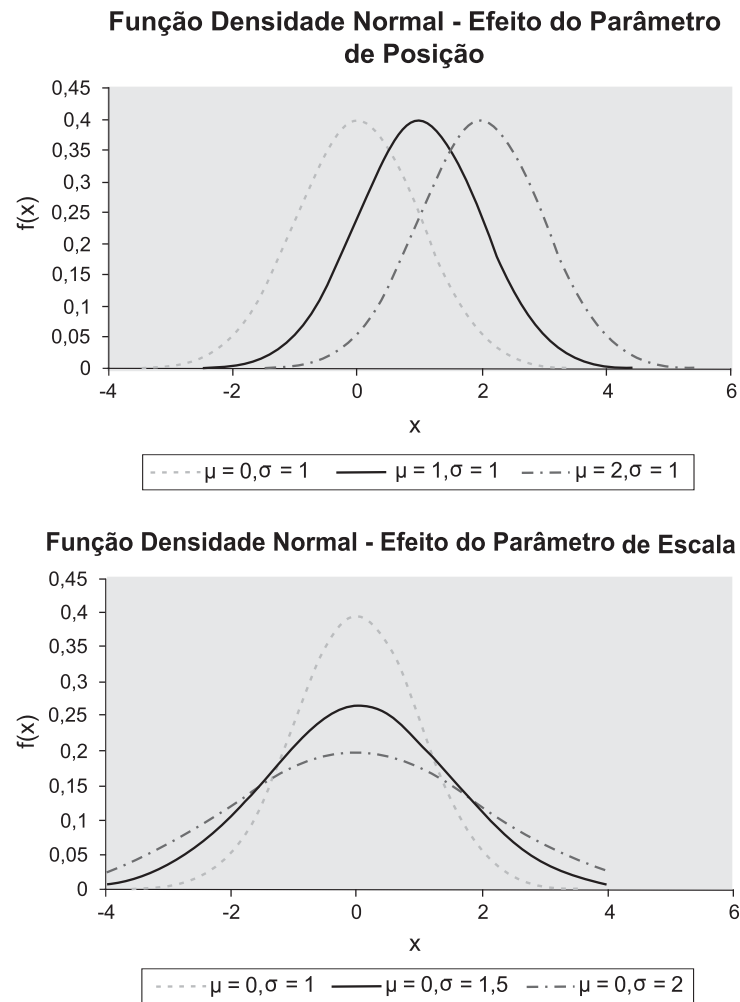 Função Densidade Normal - Efeito do Parâmetro
de Posição
0,45
0,4
0,35
0,3
0,25
0,2
0,15
0,1
0,05
0
f(x)
-4 -2 0 2 4 6
x
μ = 0,σ = 1 μ = 1,σ = 1 μ = 2,σ = 1
Função Densidade Normal - Efeito do Parâmetro de Escala
0,45
0,4
0,35
0,3
0,25
0,2
0,15
0,1
0,05
0
f(x)
-4 -2 0 2 4 6
x
μ = 0,σ = 1 μ = 0,σ = 1,5 μ = 0,σ = 2